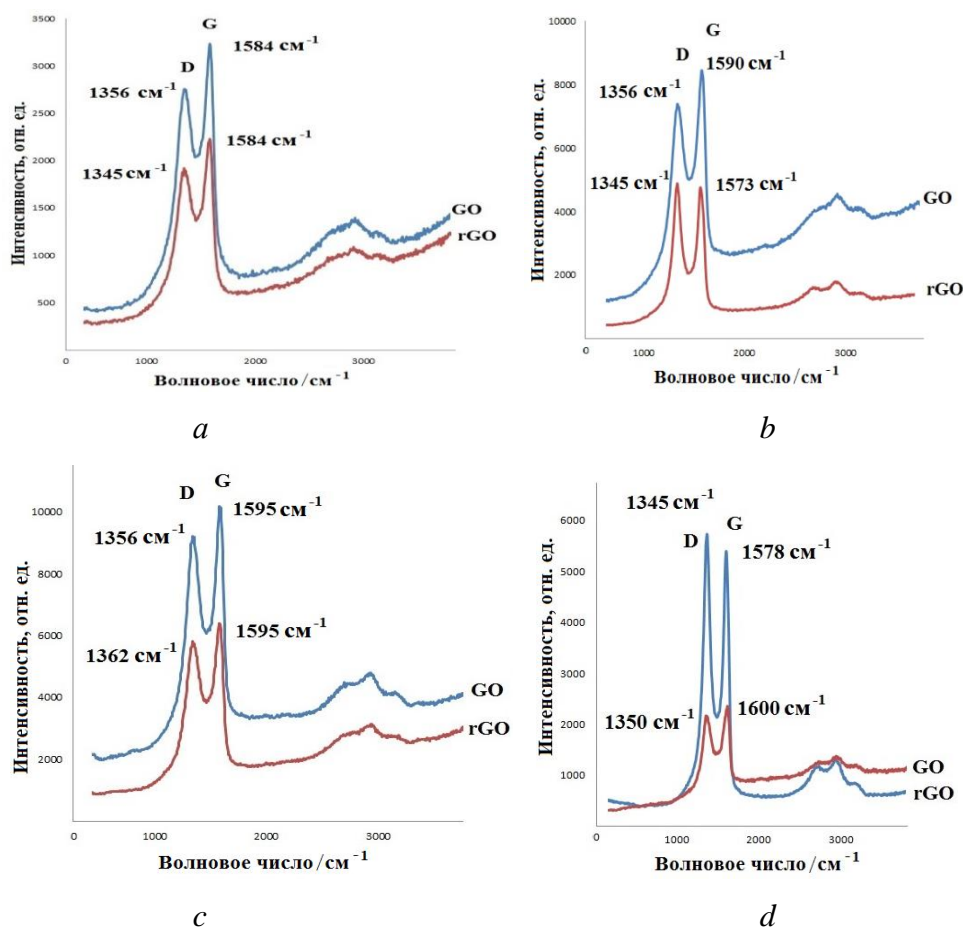 3500
3000
2500
2000
1500
1000
500
0
1000
2000
3000
Интенсивность, отн. ед.
Волновое число/см⁻¹
D
G
1584 см⁻¹
1356 см⁻¹
1584 см⁻¹
1345 см⁻¹
GO
rGO
a
10000
8000
6000
4000
2000
0
1000
2000
3000
Интенсивность, отн. ед.
Волновое число/см⁻¹
G
D
1590 см⁻¹
1356 см⁻¹
1345 см⁻¹
1573 см⁻¹
GO
rGO
b
10000
8000
6000
4000
2000
0
1000
2000
3000
Интенсивность, отн. ед.
Волновое число/см⁻¹
D
G
1595 см⁻¹
1356 см⁻¹
1595 см⁻¹
1362 см⁻¹
GO
rGO
c
1345 см⁻¹
6000
5000
4000
3000
2000
1000
0
1000
2000
3000
Интенсивность, отн. ед.
Волновое число/см⁻¹
D
G
1578 см⁻¹
1350 см⁻¹
1600 см⁻¹
GO
rGO
d